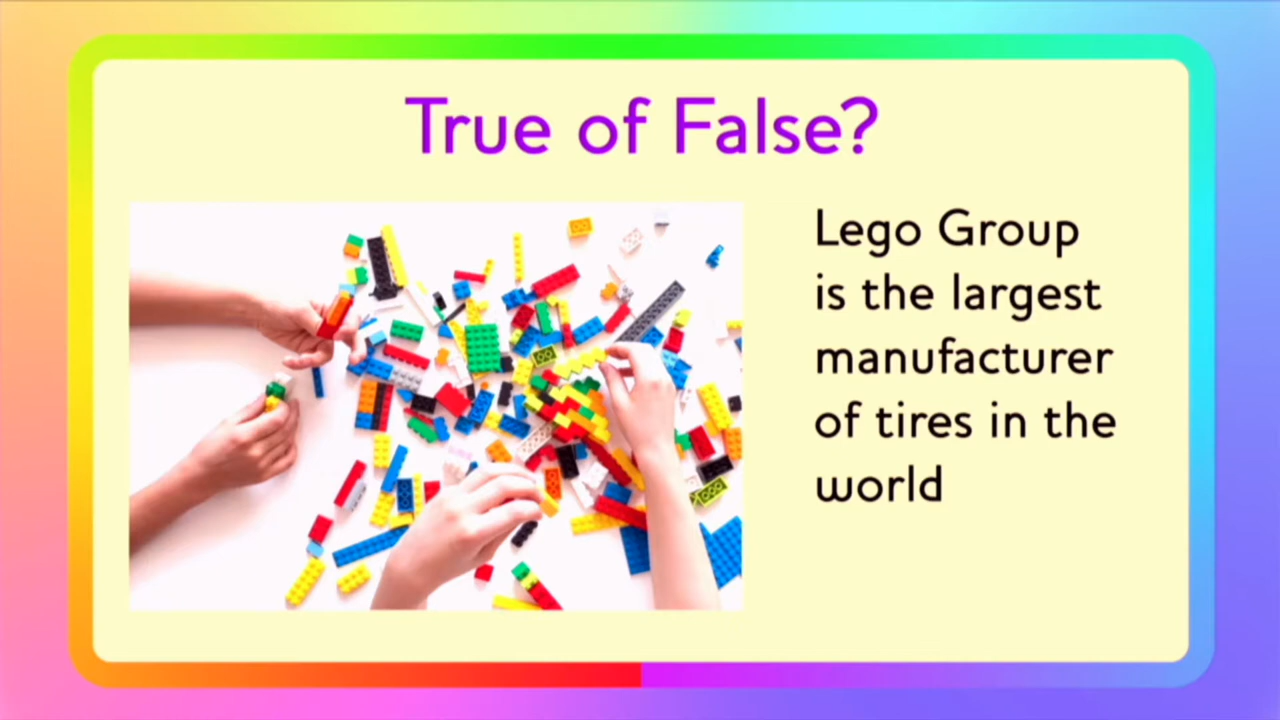 True of False?
Lego Group
is the largest
manufacturer
of tires in the
world